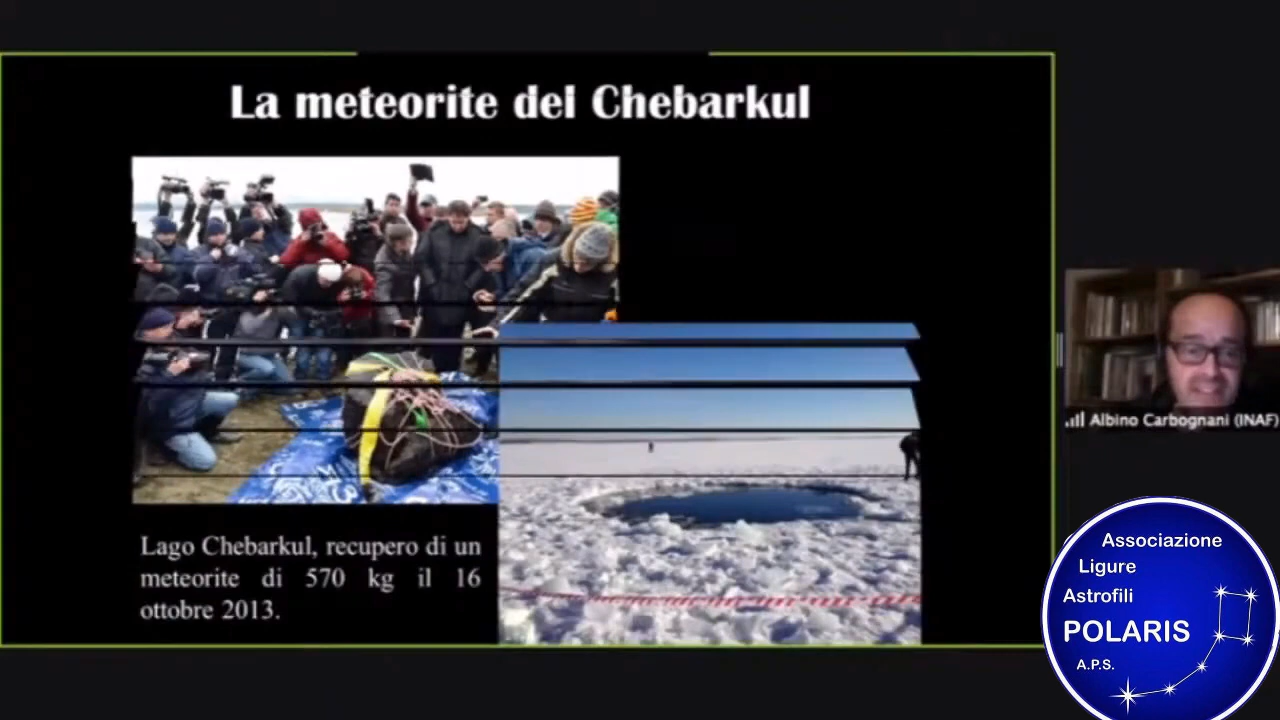 La meteorite del Chebarkul
Lago Chebarkul, recupero di un
meteorite di 570 kg il 16
ottobre 2013.
Albino Carbognani (INAF)
Associazione
Ligure
Astrofili
POLARIS
A.P.S.